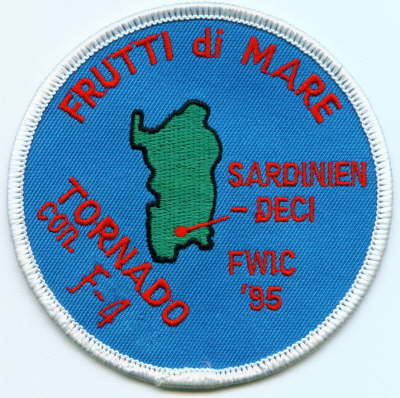 FRUTTI di MARE
SARDINIEN
- DECI
FWIC
'95
TORNADO
con F-4